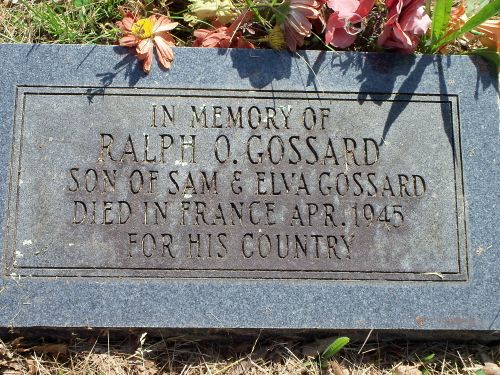 IN MEMORY OF
RALPH O. GOSSARD
SON OF SAM & ELVA GOSSARD
DIED IN FRANCE APR. 1945
FOR HIS COUNTRY